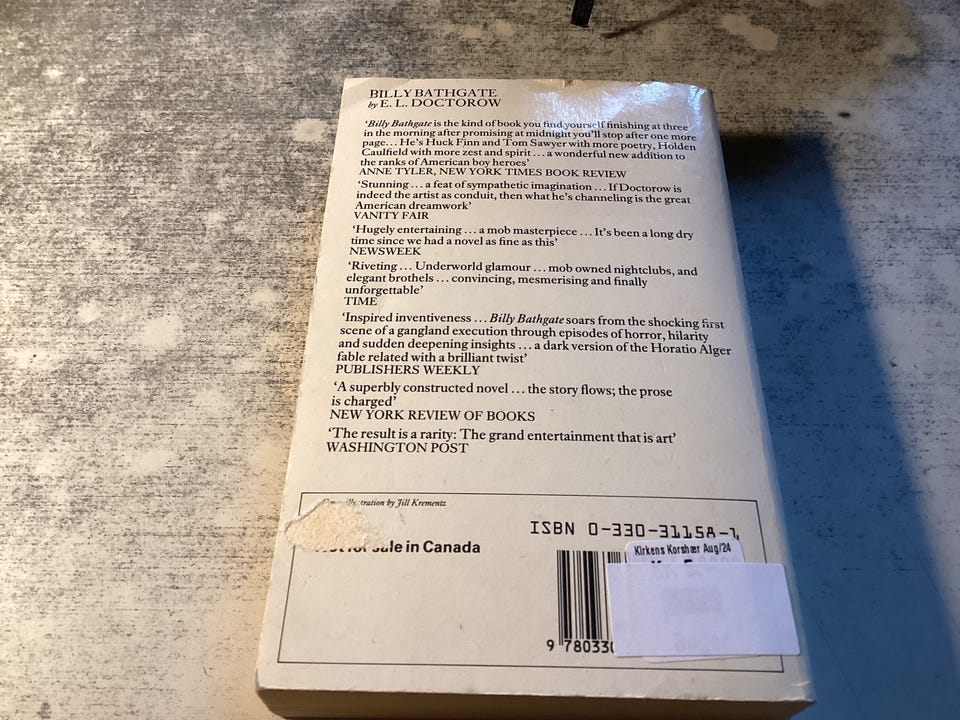 BILLY BATHGATE
by E. L. DOCTOROW
‘Billy Bathgate is the kind of book you find yourself finishing at three
in the morning after promising at midnight you’ll stop after one more
page... He’s Huck Finn and Tom Sawyer with more poetry, Holden
Caulfield with more zest and spirit ... a wonderful new addition to
the ranks of American boy heroes’
ANNE TYLER, NEW YORK TIMES BOOK REVIEW
‘Stunning ... a feat of sympathetic imagination ... If Doctorow is
indeed the artist as conduit, then what he’s channeling is the great
American dreamwork’
VANITY FAIR
‘Hugely entertaining ... a mob masterpiece ... It’s been a long dry
time since we had a novel as fine as this’
NEWSWEEK
‘Riveting ... Underworld glamour ... mob owned nightclubs, and
elegant brothels ... convincing, mesmerising and finally
unforgettable’
TIME
‘Inspired inventiveness ... Billy Bathgate soars from the shocking first
scene of a gangland execution through episodes of horror, hilarity
and sudden deepening insights ... a dark version of the Horatio Alger
fable related with a brilliant twist’
PUBLISHERS WEEKLY
‘A superbly constructed novel ... the story flows; the prose
is charged’
NEW YORK REVIEW OF BOOKS
‘The result is a rarity: The grand entertainment that is art’
WASHINGTON POST
illustration by Jill Krementz
for sale in Canada
ISBN 0-330-31158-1
Kirkens Korshær Aug/24
9 780330